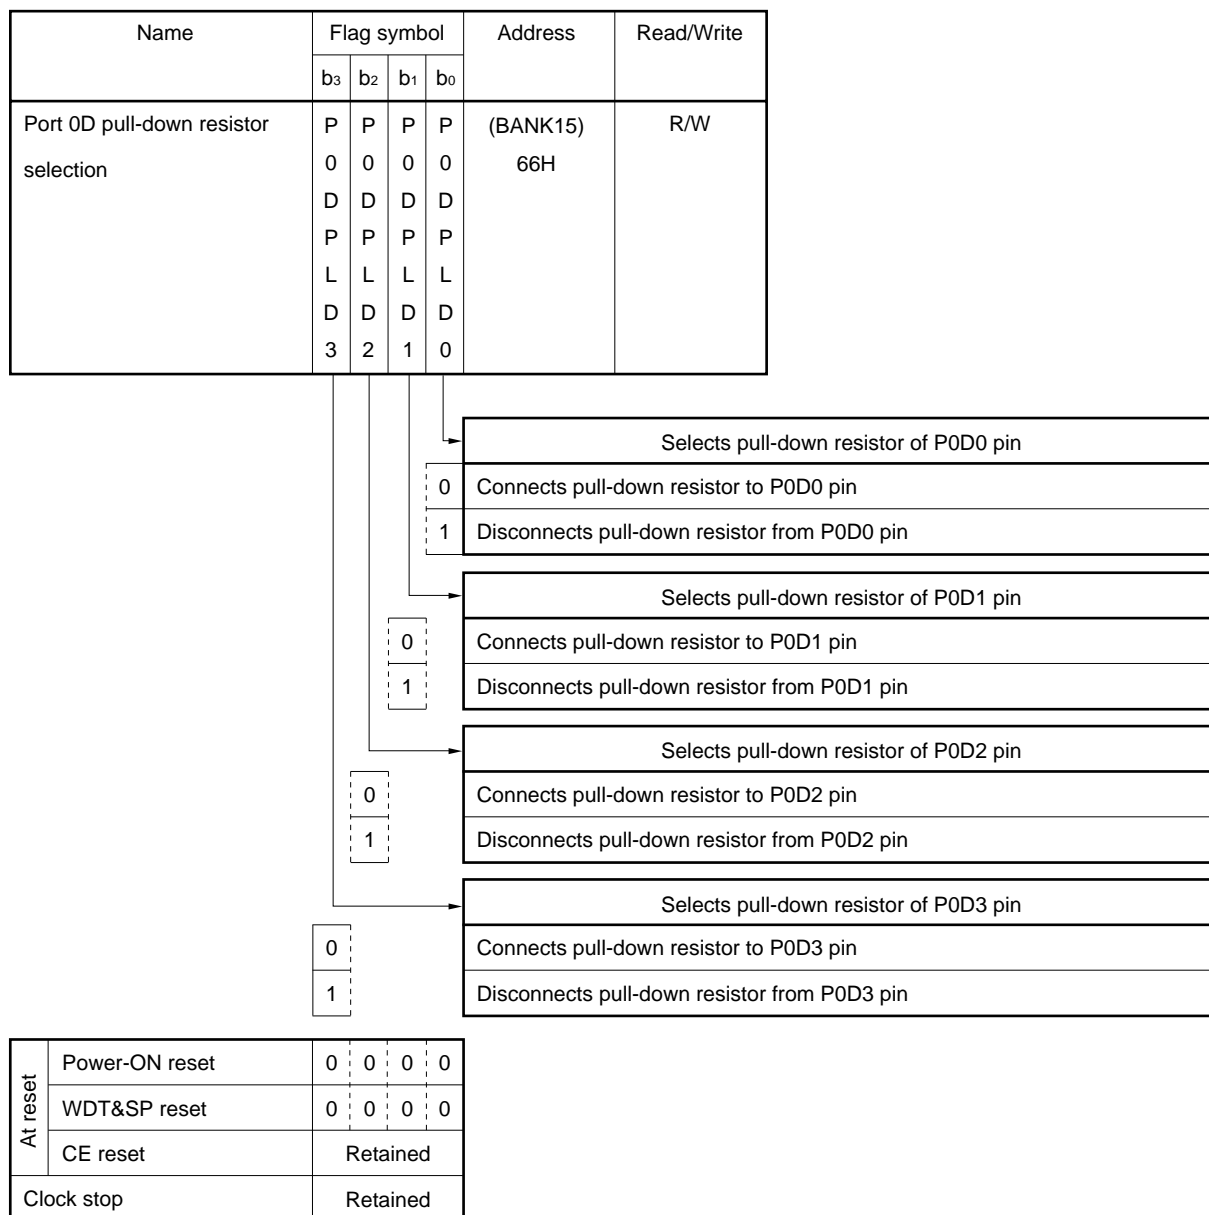 Name Flag symbol Address Read/Write
b3 b2 b1 b0
Port 0D pull-down resistor P P P P (BANK15) R/W
selection 0 0 0 0 66H
D D D D
P P P P
L L L L
D D D D
3 2 1 0
Selects pull-down resistor of P0D0 pin
0 Connects pull-down resistor to P0D0 pin
1 Disconnects pull-down resistor from P0D0 pin
Selects pull-down resistor of P0D1 pin
0 Connects pull-down resistor to P0D1 pin
1 Disconnects pull-down resistor from P0D1 pin
Selects pull-down resistor of P0D2 pin
0 Connects pull-down resistor to P0D2 pin
1 Disconnects pull-down resistor from P0D2 pin
Selects pull-down resistor of P0D3 pin
0 Connects pull-down resistor to P0D3 pin
1 Disconnects pull-down resistor from P0D3 pin
At reset
Power-ON reset 0 0 0 0
WDT&SP reset 0 0 0 0
CE reset Retained
Clock stop Retained